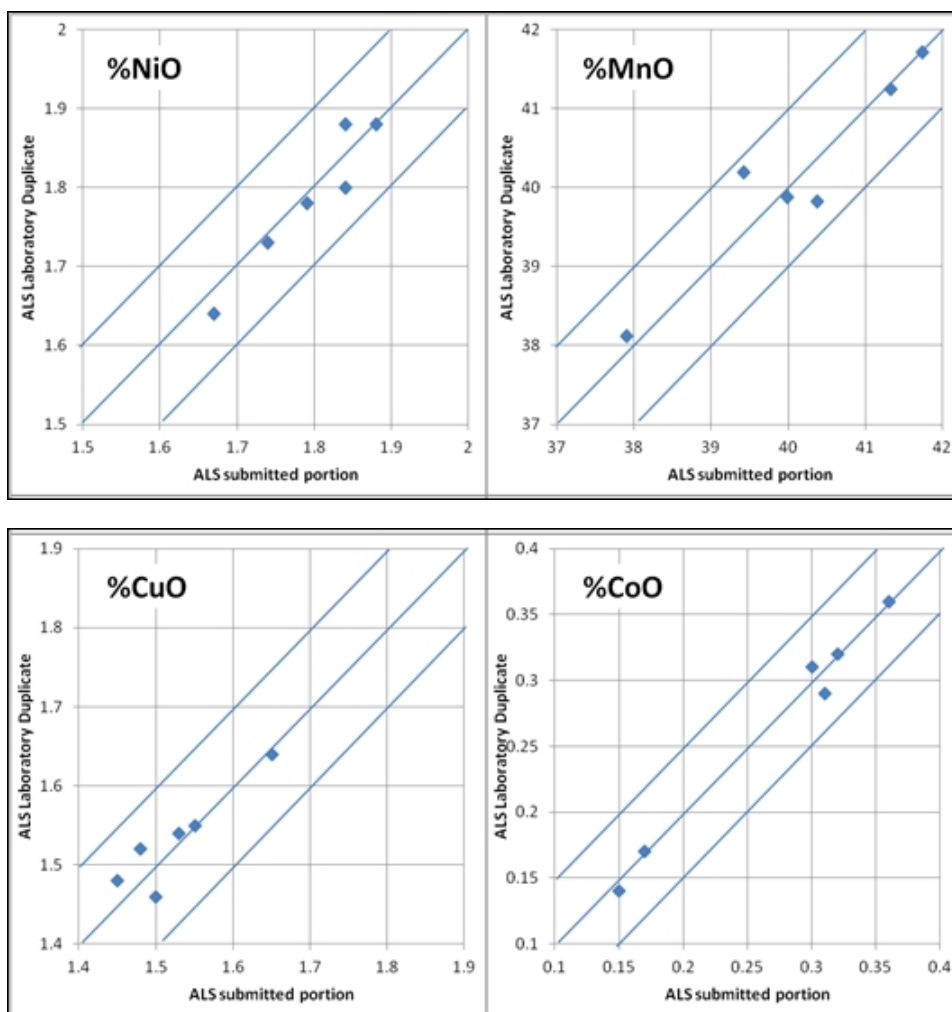 %NiO
ALS Laboratory Duplicate
2
1.9
1.8
1.7
1.6
1.5
1.5 1.6 1.7 1.8 1.9 2
ALS submitted portion
%MnO
ALS Laboratory Duplicate
42
41
40
39
38
37
37 38 39 40 41 42
ALS submitted portion
%CuO
ALS Laboratory Duplicate
1.9
1.8
1.7
1.6
1.5
1.4
1.4 1.5 1.6 1.7 1.8 1.9
ALS submitted portion
%CoO
ALS Laboratory Duplicate
0.4
0.35
0.3
0.25
0.2
0.15
0.1
0.1 0.15 0.2 0.25 0.3 0.35 0.4
ALS submitted portion